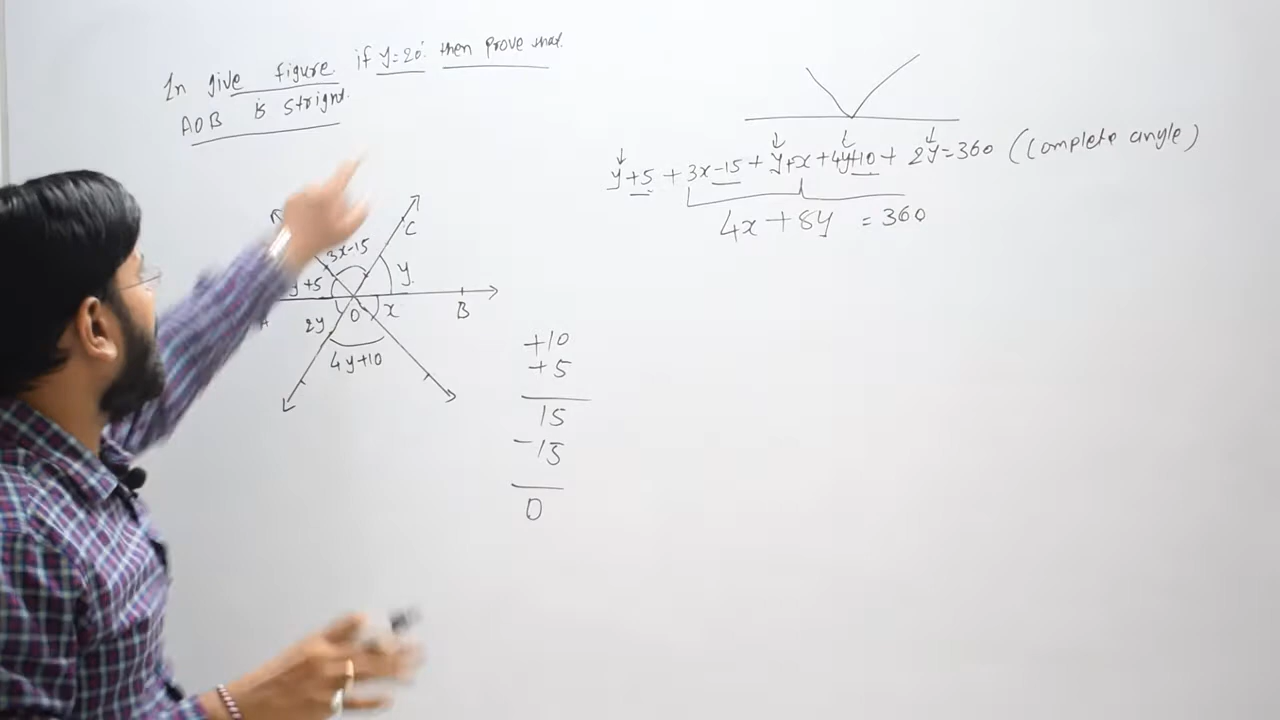 In give figure if y=20° then prove that
AOB is strignt.
y+5 + 3x-15 + y+x+4y+10+ 2y=360 (Complete angle)
4x+8y = 360
C
3x-15
y
y+5
O
x
B
A
2y
4y+10
+10
+5
15
-15
0